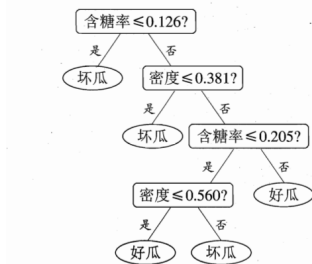 含糖率≤0.126?
是 否
坏瓜 密度≤0.381?
是 否
坏瓜 含糖率≤0.205?
是 否
密度≤0.560? 好瓜
是 否
好瓜 坏瓜